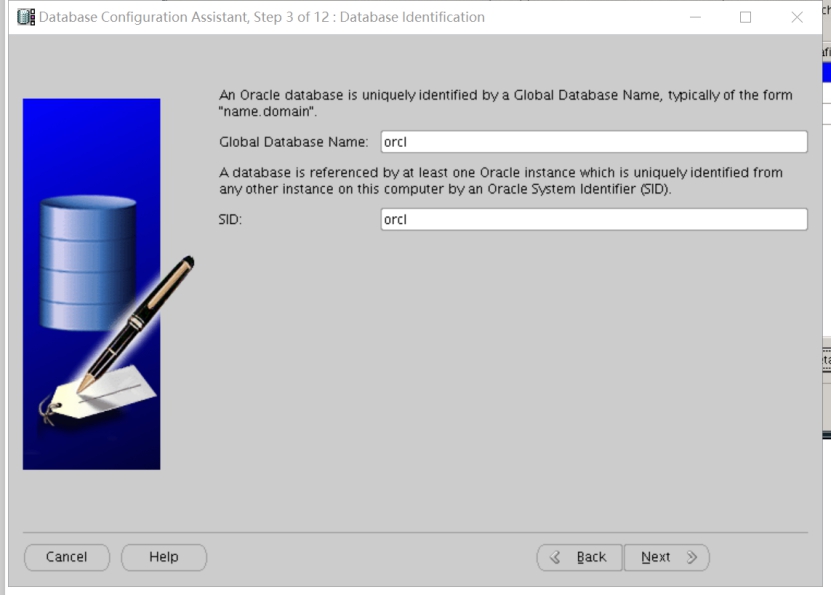 Database Configuration Assistant, Step 3 of 12 : Database Identification
An Oracle database is uniquely identified by a Global Database Name, typically of the form
"name.domain".
Global Database Name: orcl
A database is referenced by at least one Oracle instance which is uniquely identified from
any other instance on this computer by an Oracle System Identifier (SID).
SID: orcl
Cancel Help Back Next